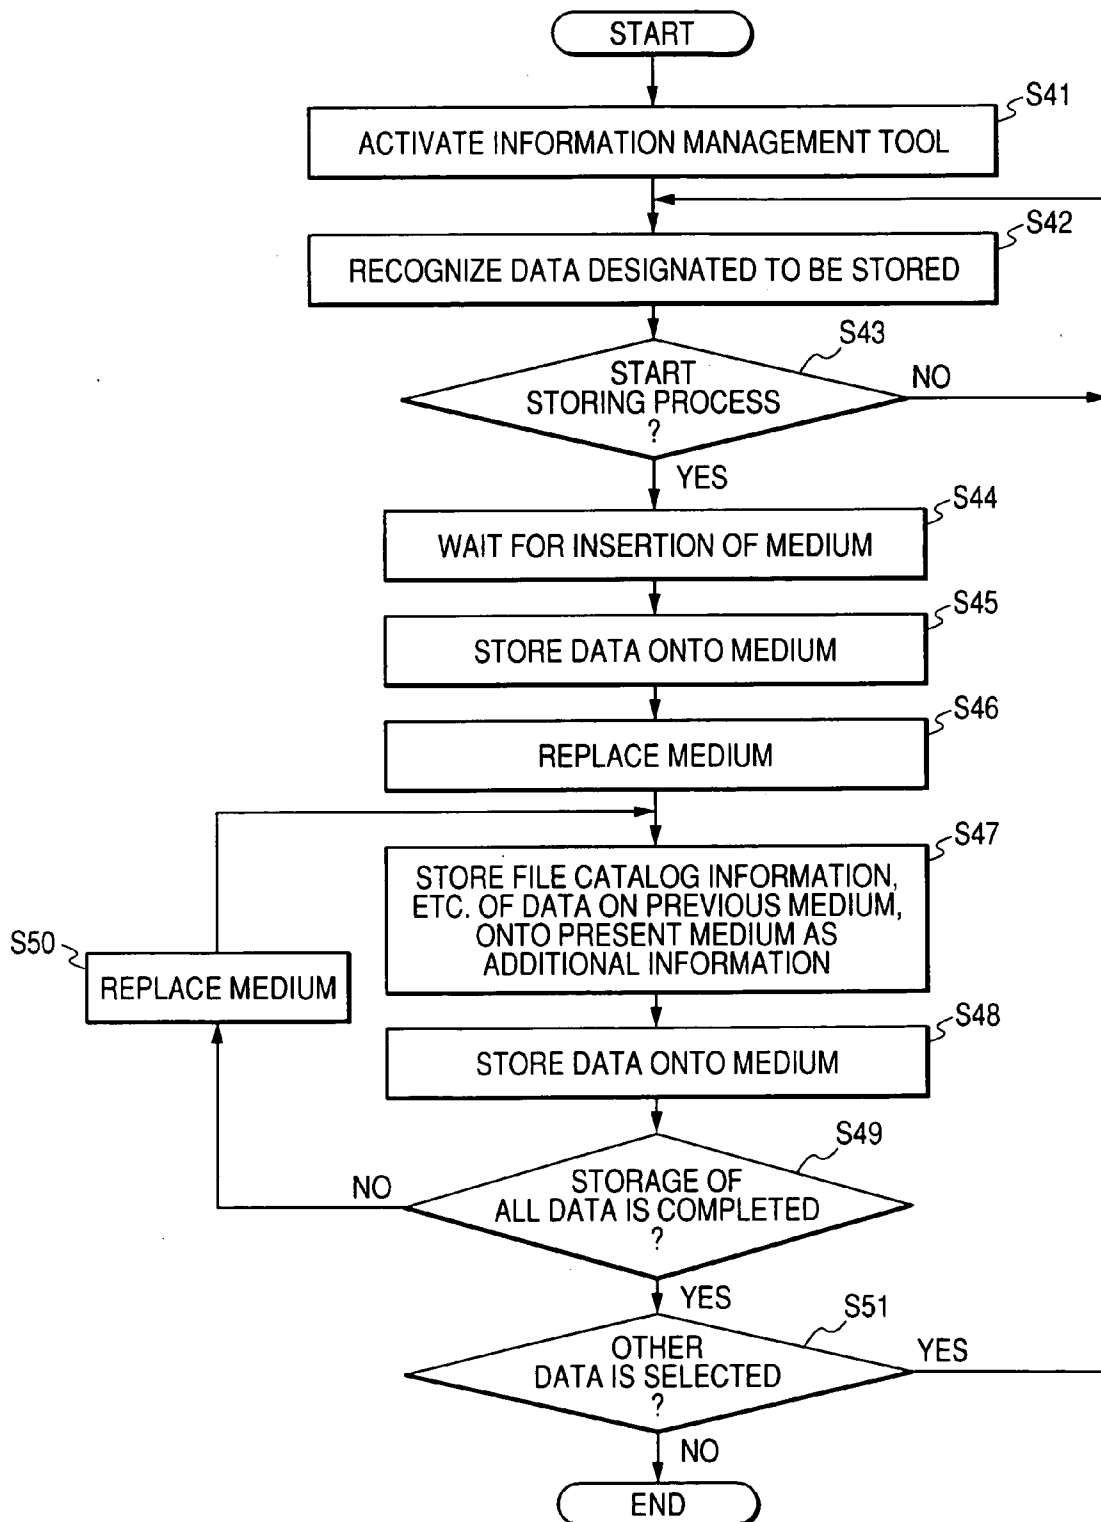 START
S41
ACTIVATE INFORMATION MANAGEMENT TOOL
S42
RECOGNIZE DATA DESIGNATED TO BE STORED
S43
START
STORING PROCESS
?
NO
YES
S44
WAIT FOR INSERTION OF MEDIUM
S45
STORE DATA ONTO MEDIUM
S46
REPLACE MEDIUM
S47
STORE FILE CATALOG INFORMATION,
ETC. OF DATA ON PREVIOUS MEDIUM,
ONTO PRESENT MEDIUM AS
ADDITIONAL INFORMATION
S50
REPLACE MEDIUM
S48
STORE DATA ONTO MEDIUM
S49
STORAGE OF
ALL DATA IS COMPLETED
?
NO
YES
S51
OTHER
DATA IS SELECTED
?
YES
NO
END